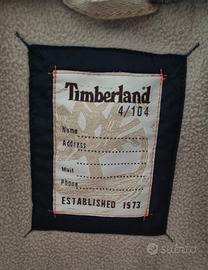 Timberland
4/104
Name
Address
Mail
Phone
ESTABLISHED 1973
subito